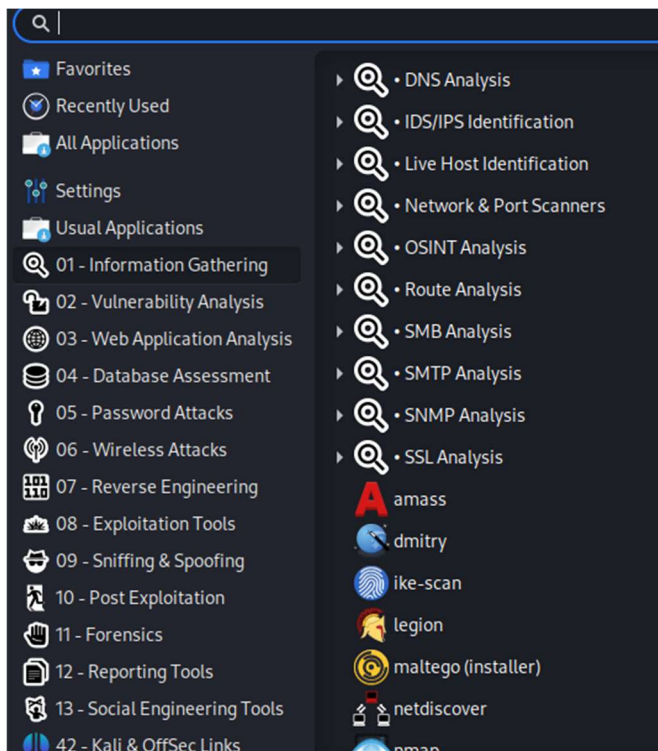 Favorites
Recently Used
All Applications
Settings
Usual Applications
01 - Information Gathering
02 - Vulnerability Analysis
03 - Web Application Analysis
04 - Database Assessment
05 - Password Attacks
06 - Wireless Attacks
07 - Reverse Engineering
08 - Exploitation Tools
09 - Sniffing & Spoofing
10 - Post Exploitation
11 - Forensics
12 - Reporting Tools
13 - Social Engineering Tools
42 - Kali & OffSec Links
• DNS Analysis
• IDS/IPS Identification
• Live Host Identification
• Network & Port Scanners
• OSINT Analysis
• Route Analysis
• SMB Analysis
• SMTP Analysis
• SNMP Analysis
• SSL Analysis
amass
dmitry
ike-scan
legion
maltego (installer)
netdiscover
nmap